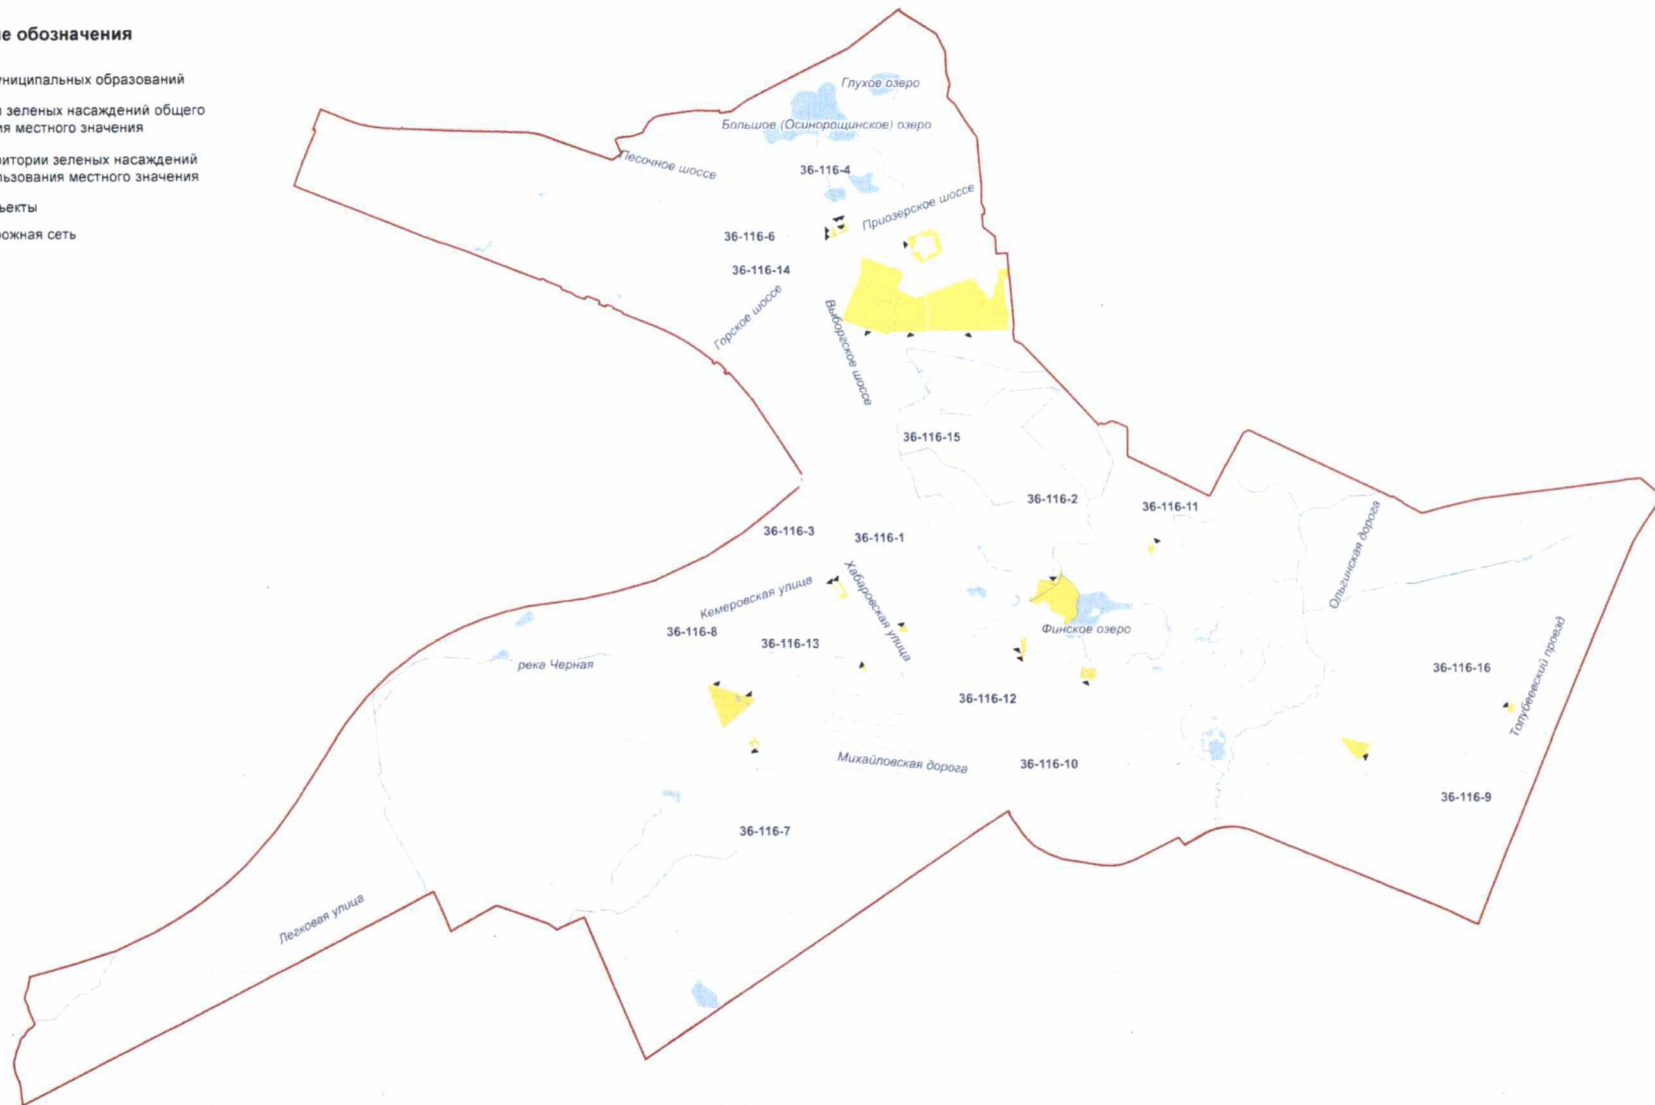 е обозначения
униципальных образований
и зеленых насаждений общего
ия местного значения
ритории зеленых насаждений
льзования местного значения
ъекты
рожная сеть
Глухое озеро
Большое (Осинорощинское) озеро
Песочное шоссе
36-116-4
Приозерское шоссе
36-116-6
36-116-14
Горское шоссе
Выборгское шоссе
36-116-15
36-116-2
36-116-11
Ольгинская дорога
36-116-3
36-116-1
Хабаровская улица
Кемеровская улица
36-116-8
36-116-13
Финское озеро
река Черная
36-116-16
Толубеевский проезд
36-116-12
Михайловская дорога
36-116-10
36-116-9
36-116-7
Легковая улица